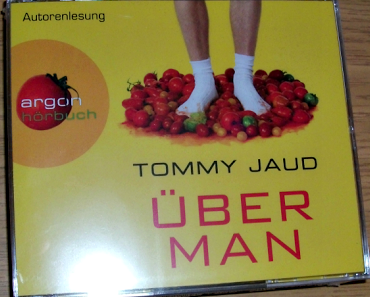 Autorenlesung
argon
hörbuch
TOMMY JAUD
ÜBER
MAN